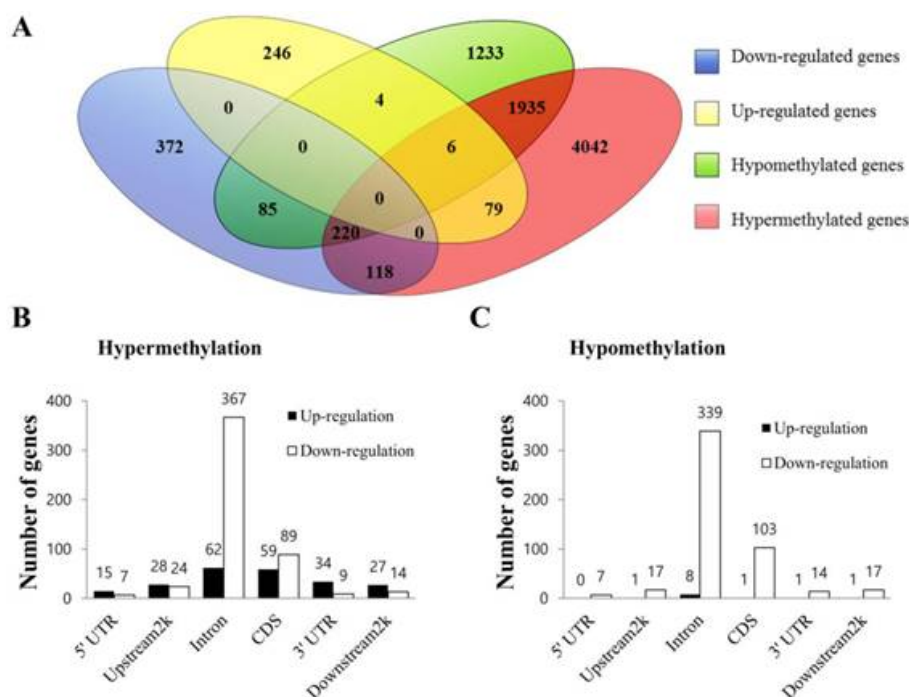 A
246
1233
Down-regulated genes
0
4
1935
Up-regulated genes
372
0
6
4042
Hypomethylated genes
85
0
79
220
0
Hypermethylated genes
118
B
Hypermethylation
Number of genes
400
300
200
100
0
Up-regulation
Down-regulation
15
7
28
24
62
367
59
89
34
9
27
14
5' UTR
Upstream2k
Intron
CDS
3' UTR
Downstream2k
C
Hypomethylation
Number of genes
400
300
200
100
0
Up-regulation
Down-regulation
0
7
1
17
8
339
1
103
1
14
1
17
5' UTR
Upstream2k
Intron
CDS
3' UTR
Downstream2k